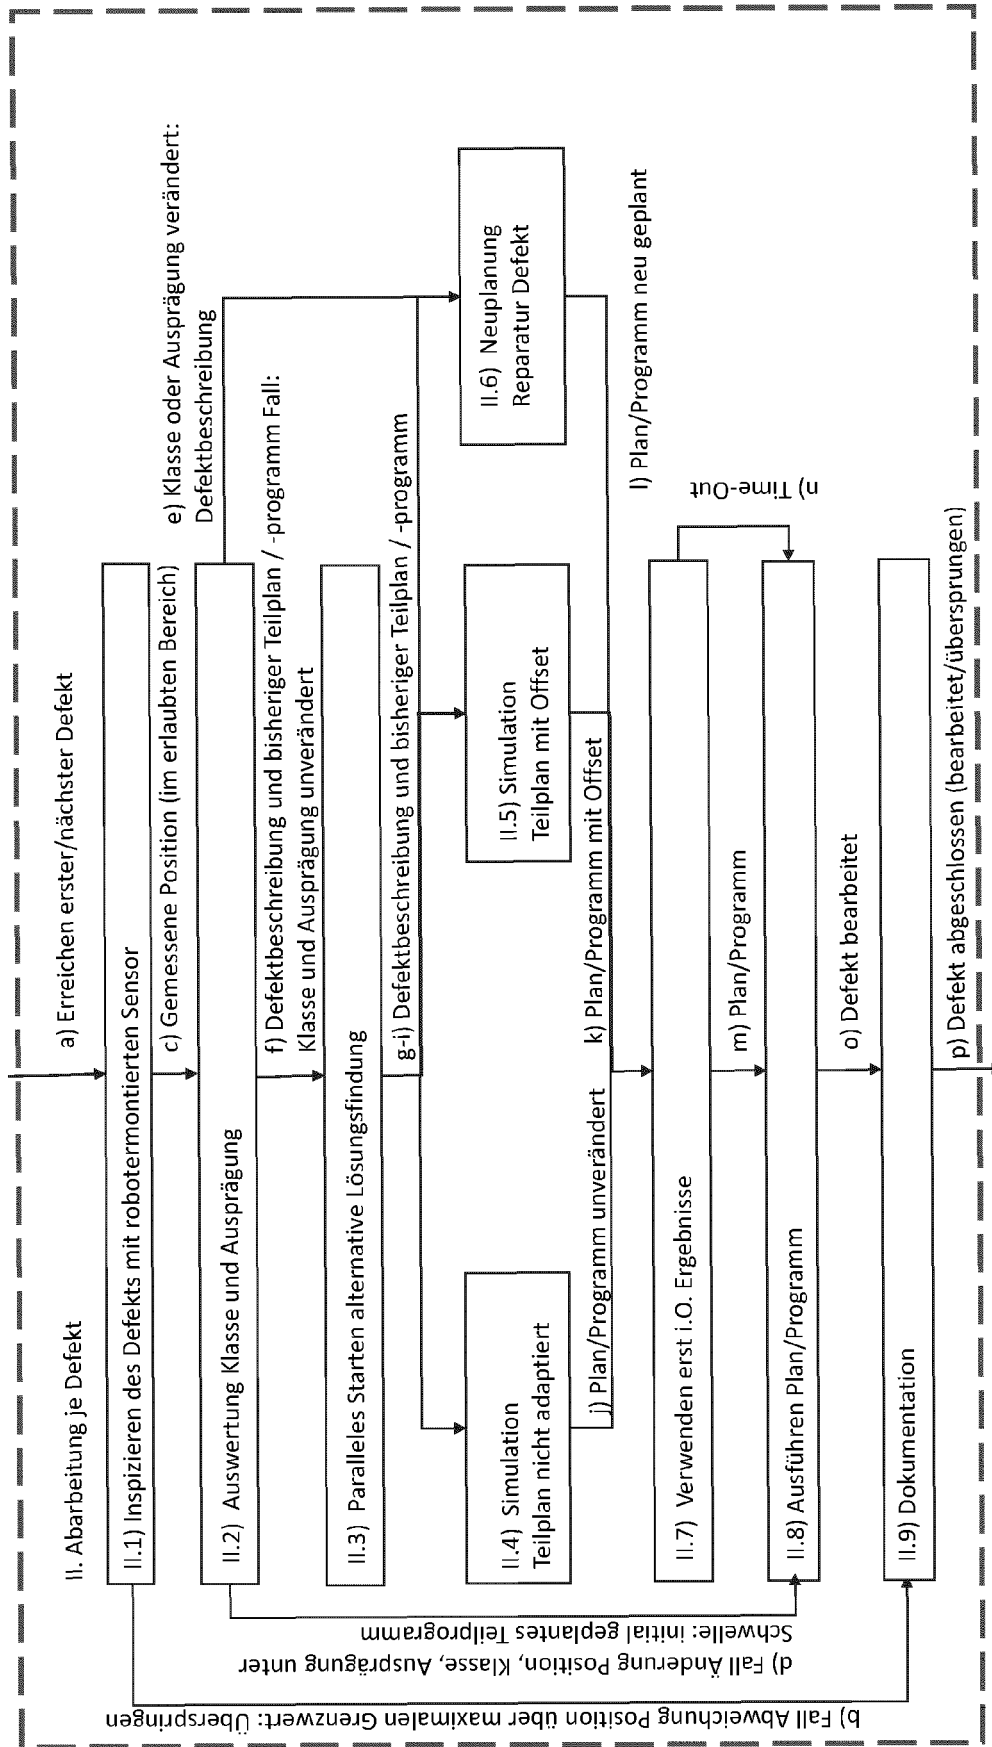 II. Abarbeitung je Defekt
a) Erreichen erster/nächster Defekt
II.1) Inspizieren des Defekts mit robotermontierten Sensor
b) Fall Abweichung Position über maximalen Grenzwert: Überspringen
c) Gemessene Position (im erlaubten Bereich)
II.2) Auswertung Klasse und Ausprägung
d) Fall Änderung Position, Klasse, Ausprägung unter
Schwelle: initial geplantes Teilprogramm
e) Klasse oder Ausprägung verändert:
Defektbeschreibung
f) Defektbeschreibung und bisheriger Teilplan / -programm Fall:
Klasse und Ausprägung unverändert
II.3) Paralleles Starten alternative Lösungsfindung
g-i) Defektbeschreibung und bisheriger Teilplan / -programm
II.4) Simulation
Teilplan nicht adaptiert
II.5) Simulation
Teilplan mit Offset
II.6) Neuplanung
Reparatur Defekt
j) Plan/Programm unverändert
k) Plan/Programm mit Offset
l) Plan/Programm neu geplant
II.7) Verwenden erst i.O. Ergebnisse
m) Plan/Programm
n) Time-Out
II.8) Ausführen Plan/Programm
o) Defekt bearbeitet
II.9) Dokumentation
p) Defekt abgeschlossen (bearbeitet/übersprungen)